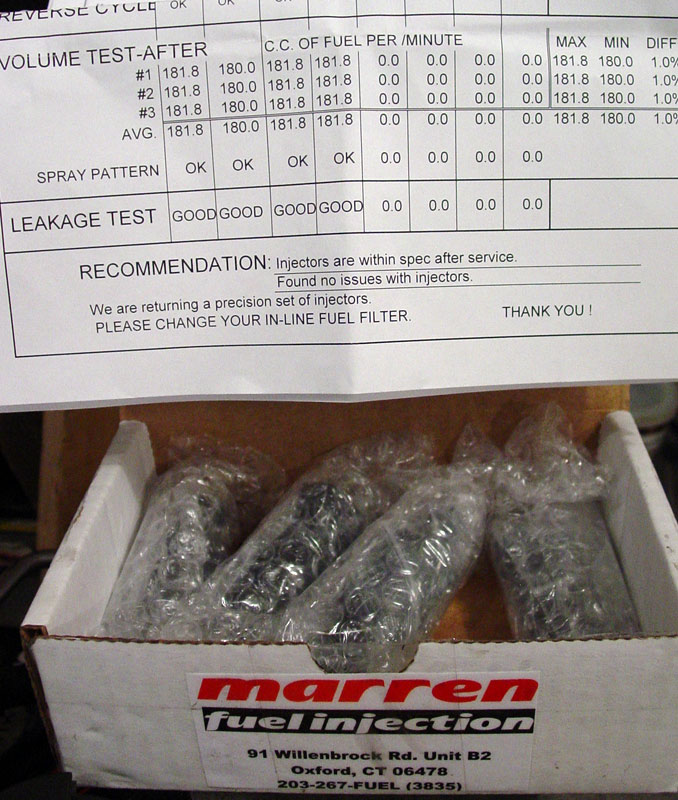 REVERSE CYCLE OK OK OK OK
VOLUME TEST-AFTER C.C. OF FUEL PER /MINUTE MAX MIN DIFF
#1 181.8 180.0 181.8 181.8 0.0 0.0 0.0 0.0 181.8 180.0 1.0%
#2 181.8 180.0 181.8 181.8 0.0 0.0 0.0 0.0 181.8 180.0 1.0%
#3 181.8 180.0 181.8 181.8 0.0 0.0 0.0 0.0 181.8 180.0 1.0%
AVG. 181.8 180.0 181.8 181.8 0.0 0.0 0.0 0.0 181.8 180.0 1.0%
SPRAY PATTERN OK OK OK OK 0.0 0.0 0.0 0.0
LEAKAGE TEST GOOD GOOD GOOD GOOD 0.0 0.0 0.0 0.0
RECOMMENDATION: Injectors are within spec after service.
Found no issues with injectors.
We are returning a precision set of injectors.
PLEASE CHANGE YOUR IN-LINE FUEL FILTER. THANK YOU !
marren
fuel injection
91 Willenbrock Rd. Unit B2
Oxford, CT 06478
203-267-FUEL (3835)